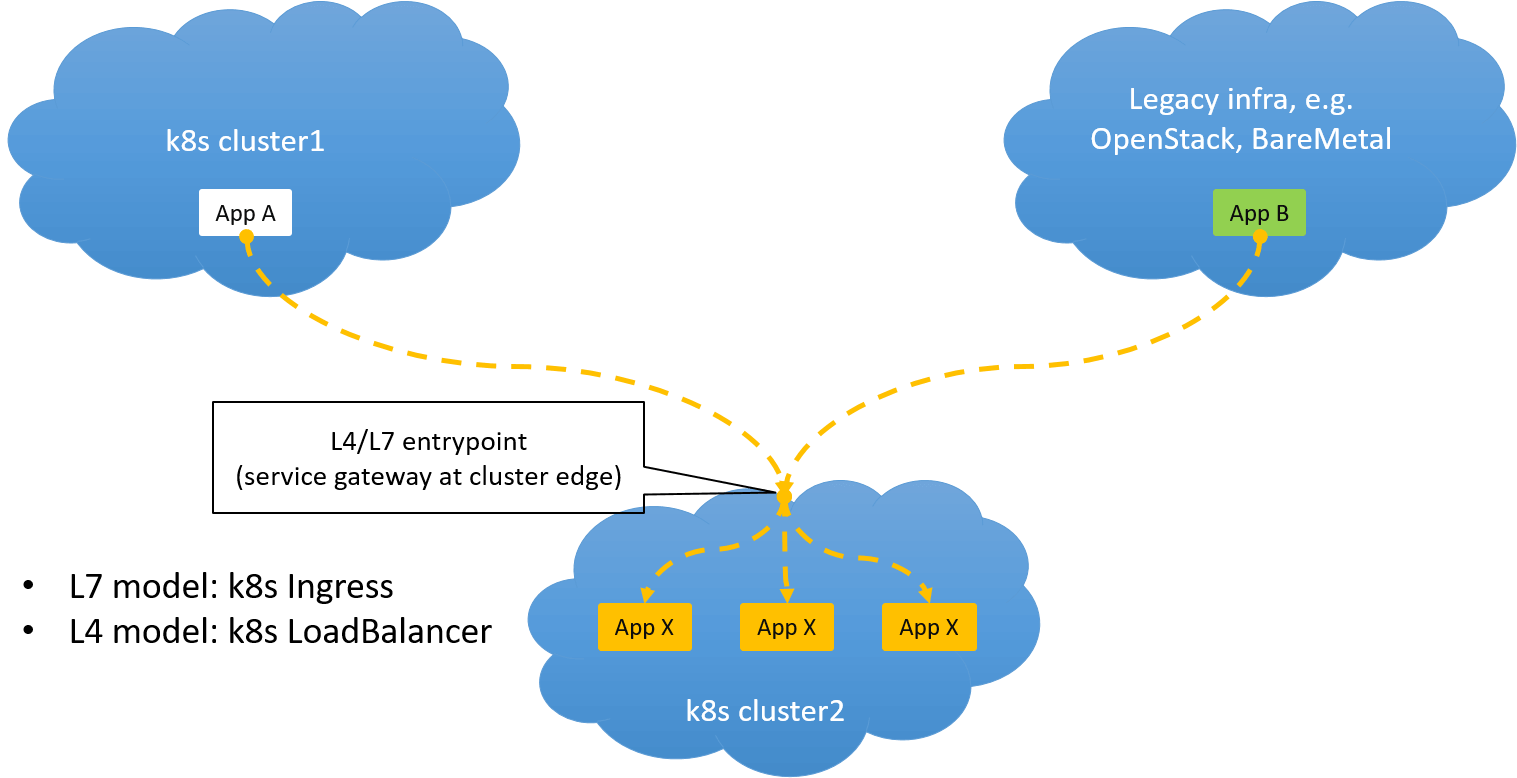 k8s cluster1
App A
Legacy infra, e.g.
OpenStack, BareMetal
App B
L4/L7 entrypoint
(service gateway at cluster edge)
• L7 model: k8s Ingress
• L4 model: k8s LoadBalancer
App X
App X
App X
k8s cluster2